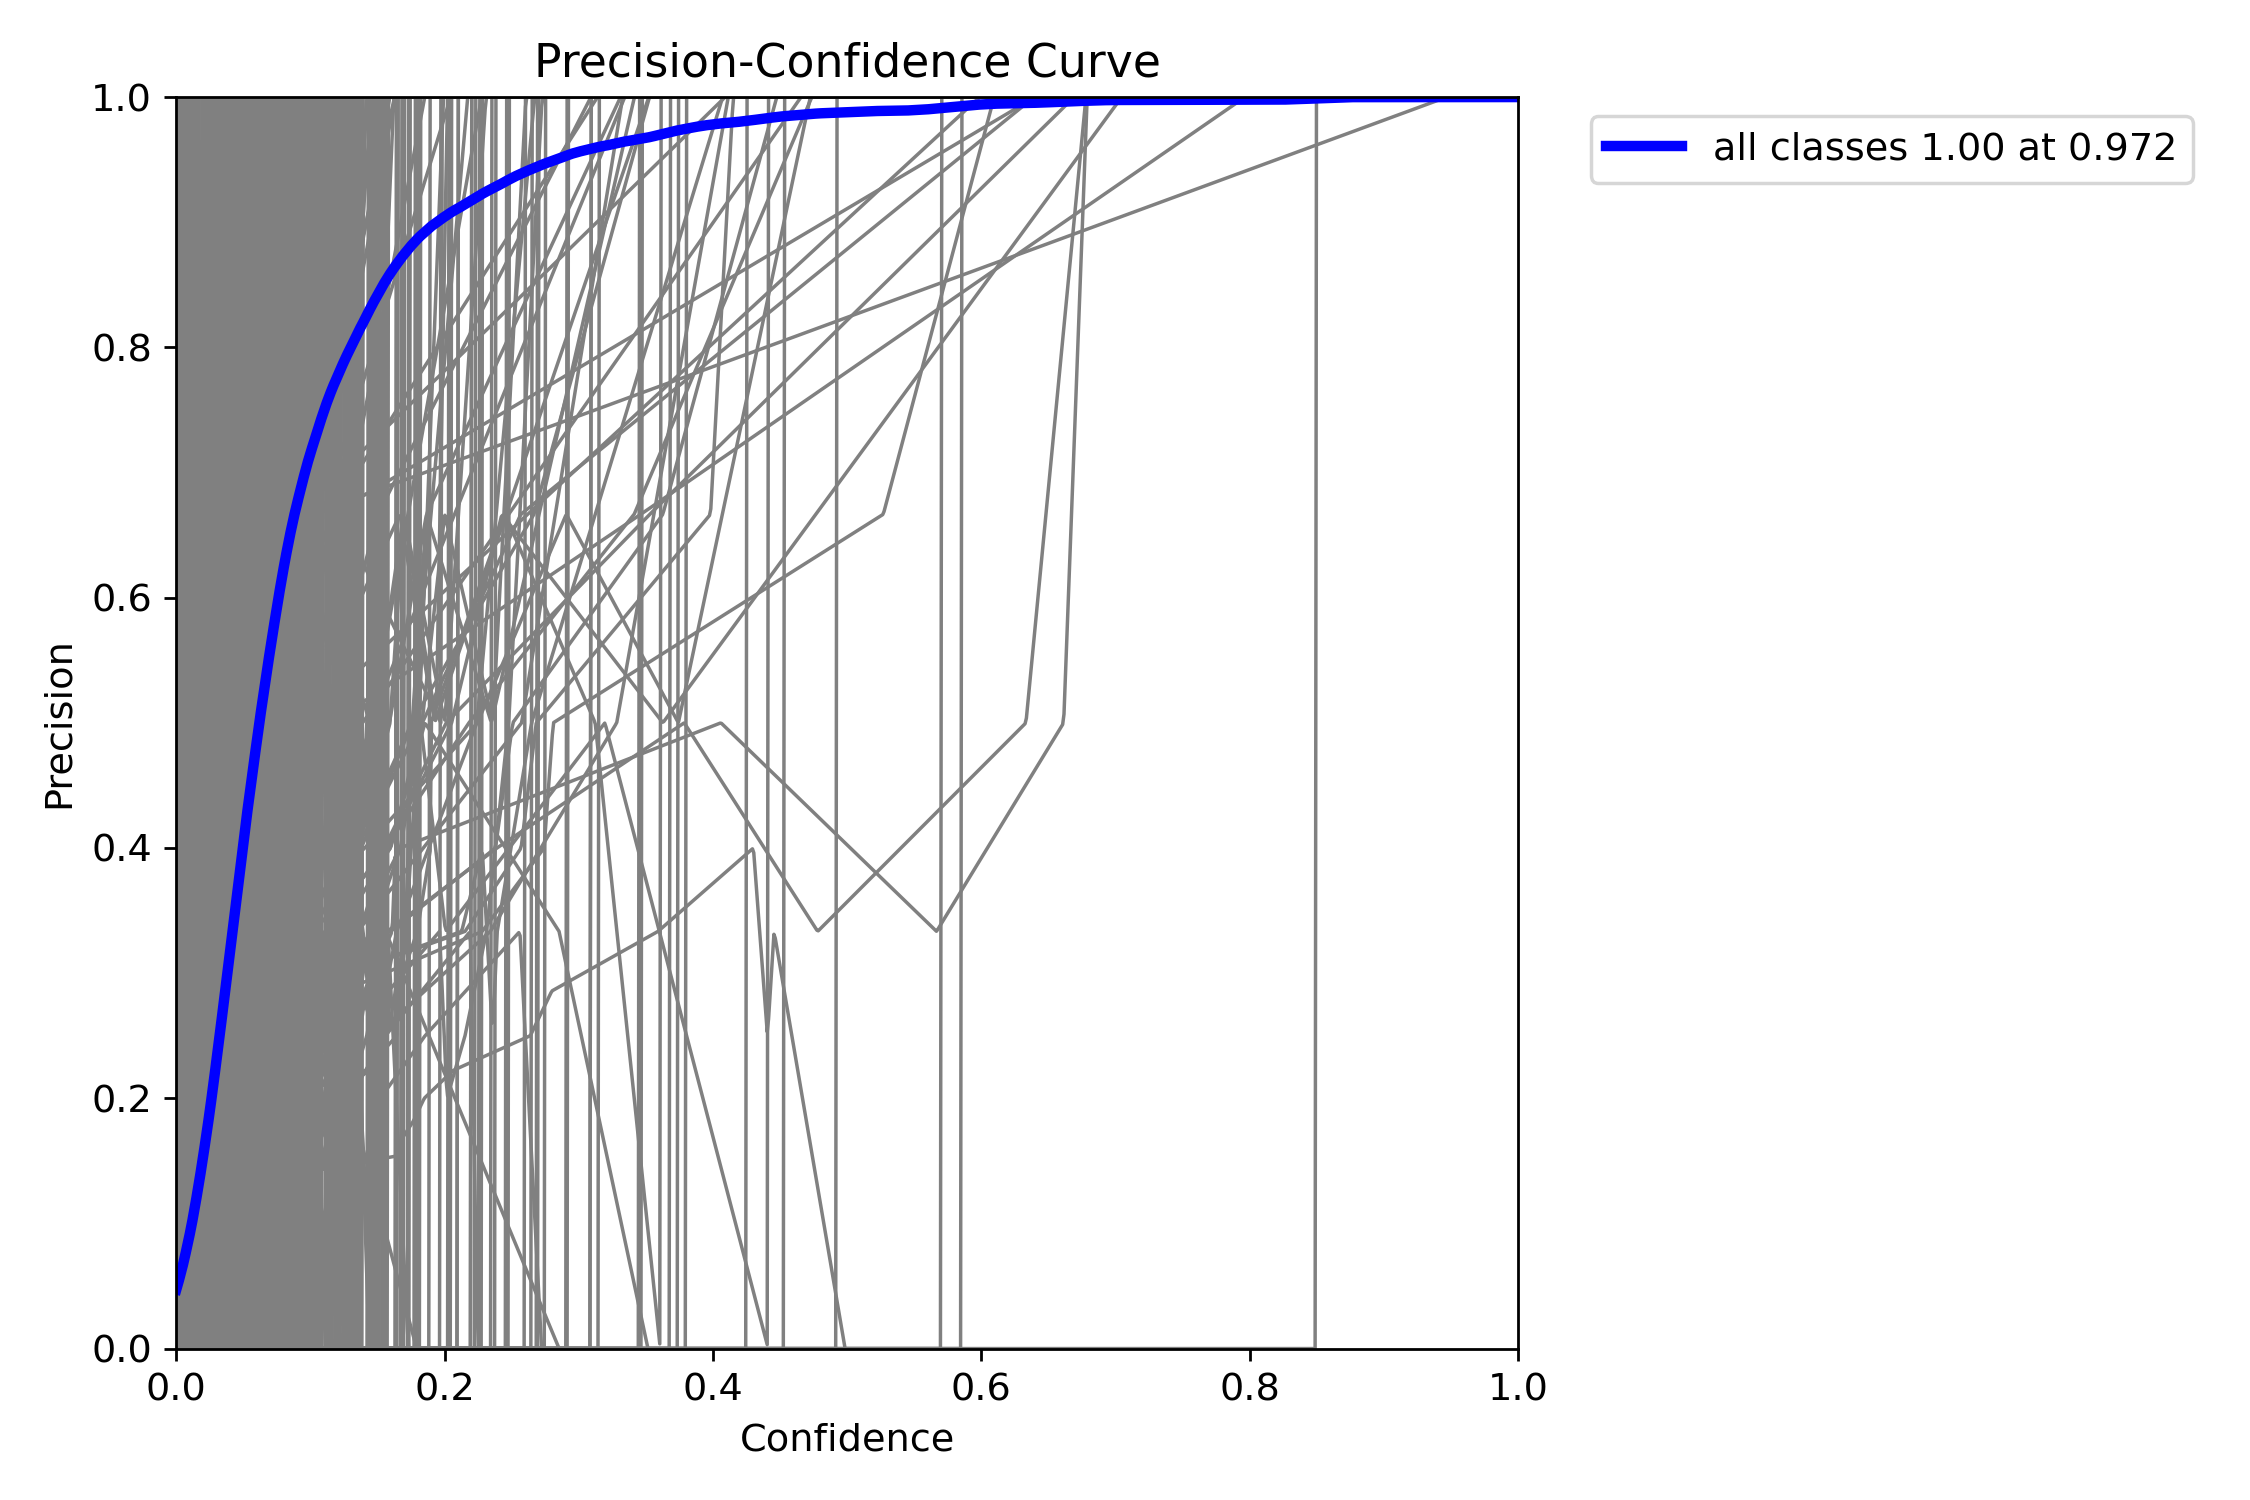 Precision-Confidence Curve
all classes 1.00 at 0.972
Precision
1.0
0.8
0.6
0.4
0.2
0.0
0.0 0.2 0.4 0.6 0.8 1.0
Confidence